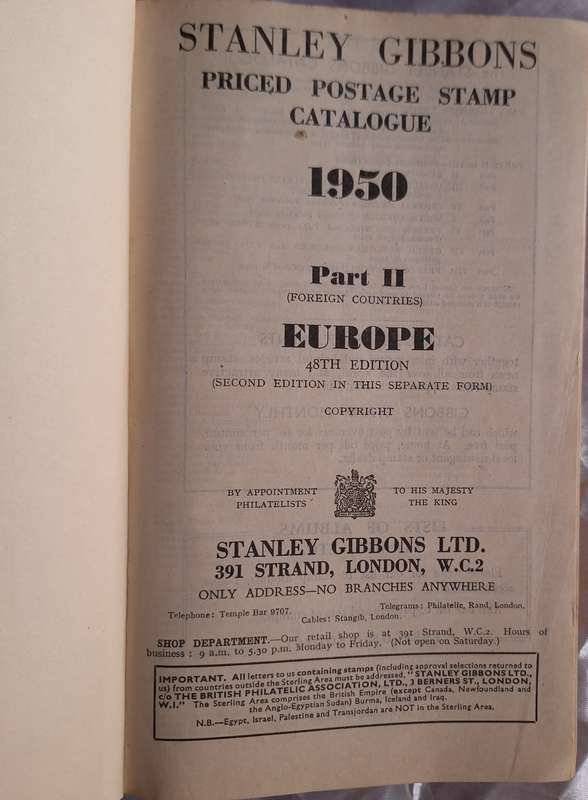 STANLEY GIBBONS
PRICED POSTAGE STAMP
CATALOGUE
1950
Part II
(FOREIGN COUNTRIES)
EUROPE
48TH EDITION
(SECOND EDITION IN THIS SEPARATE FORM)
COPYRIGHT
BY APPOINTMENT
PHILATELISTS
TO HIS MAJESTY
THE KING
STANLEY GIBBONS LTD.
391 STRAND, LONDON, W.C.2
ONLY ADDRESS—NO BRANCHES ANYWHERE
Telephone: Temple Bar 9707.
Telegrams: Philatelic, Rand, London.
Cables: Stangib, London.
SHOP DEPARTMENT.—Our retail shop is at 391 Strand, W.C.2. Hours of
business: 9 a.m. to 5.30 p.m. Monday to Friday. (Not open on Saturday.)
IMPORTANT. All letters to us containing stamps (including approval selections returned to
us) from countries outside the Sterling Area must be addressed, "STANLEY GIBBONS LTD.,
c/o THE BRITISH PHILATELIC ASSOCIATION, LTD., 3 BERNERS ST., LONDON,
W.1." The Sterling Area comprises the British Empire (except Canada, Newfoundland and
the Anglo-Egyptian Sudan) Burma, Iceland and Iraq.
N.B.—Egypt, Israel, Palestine and Transjordan are NOT in the Sterling Area.